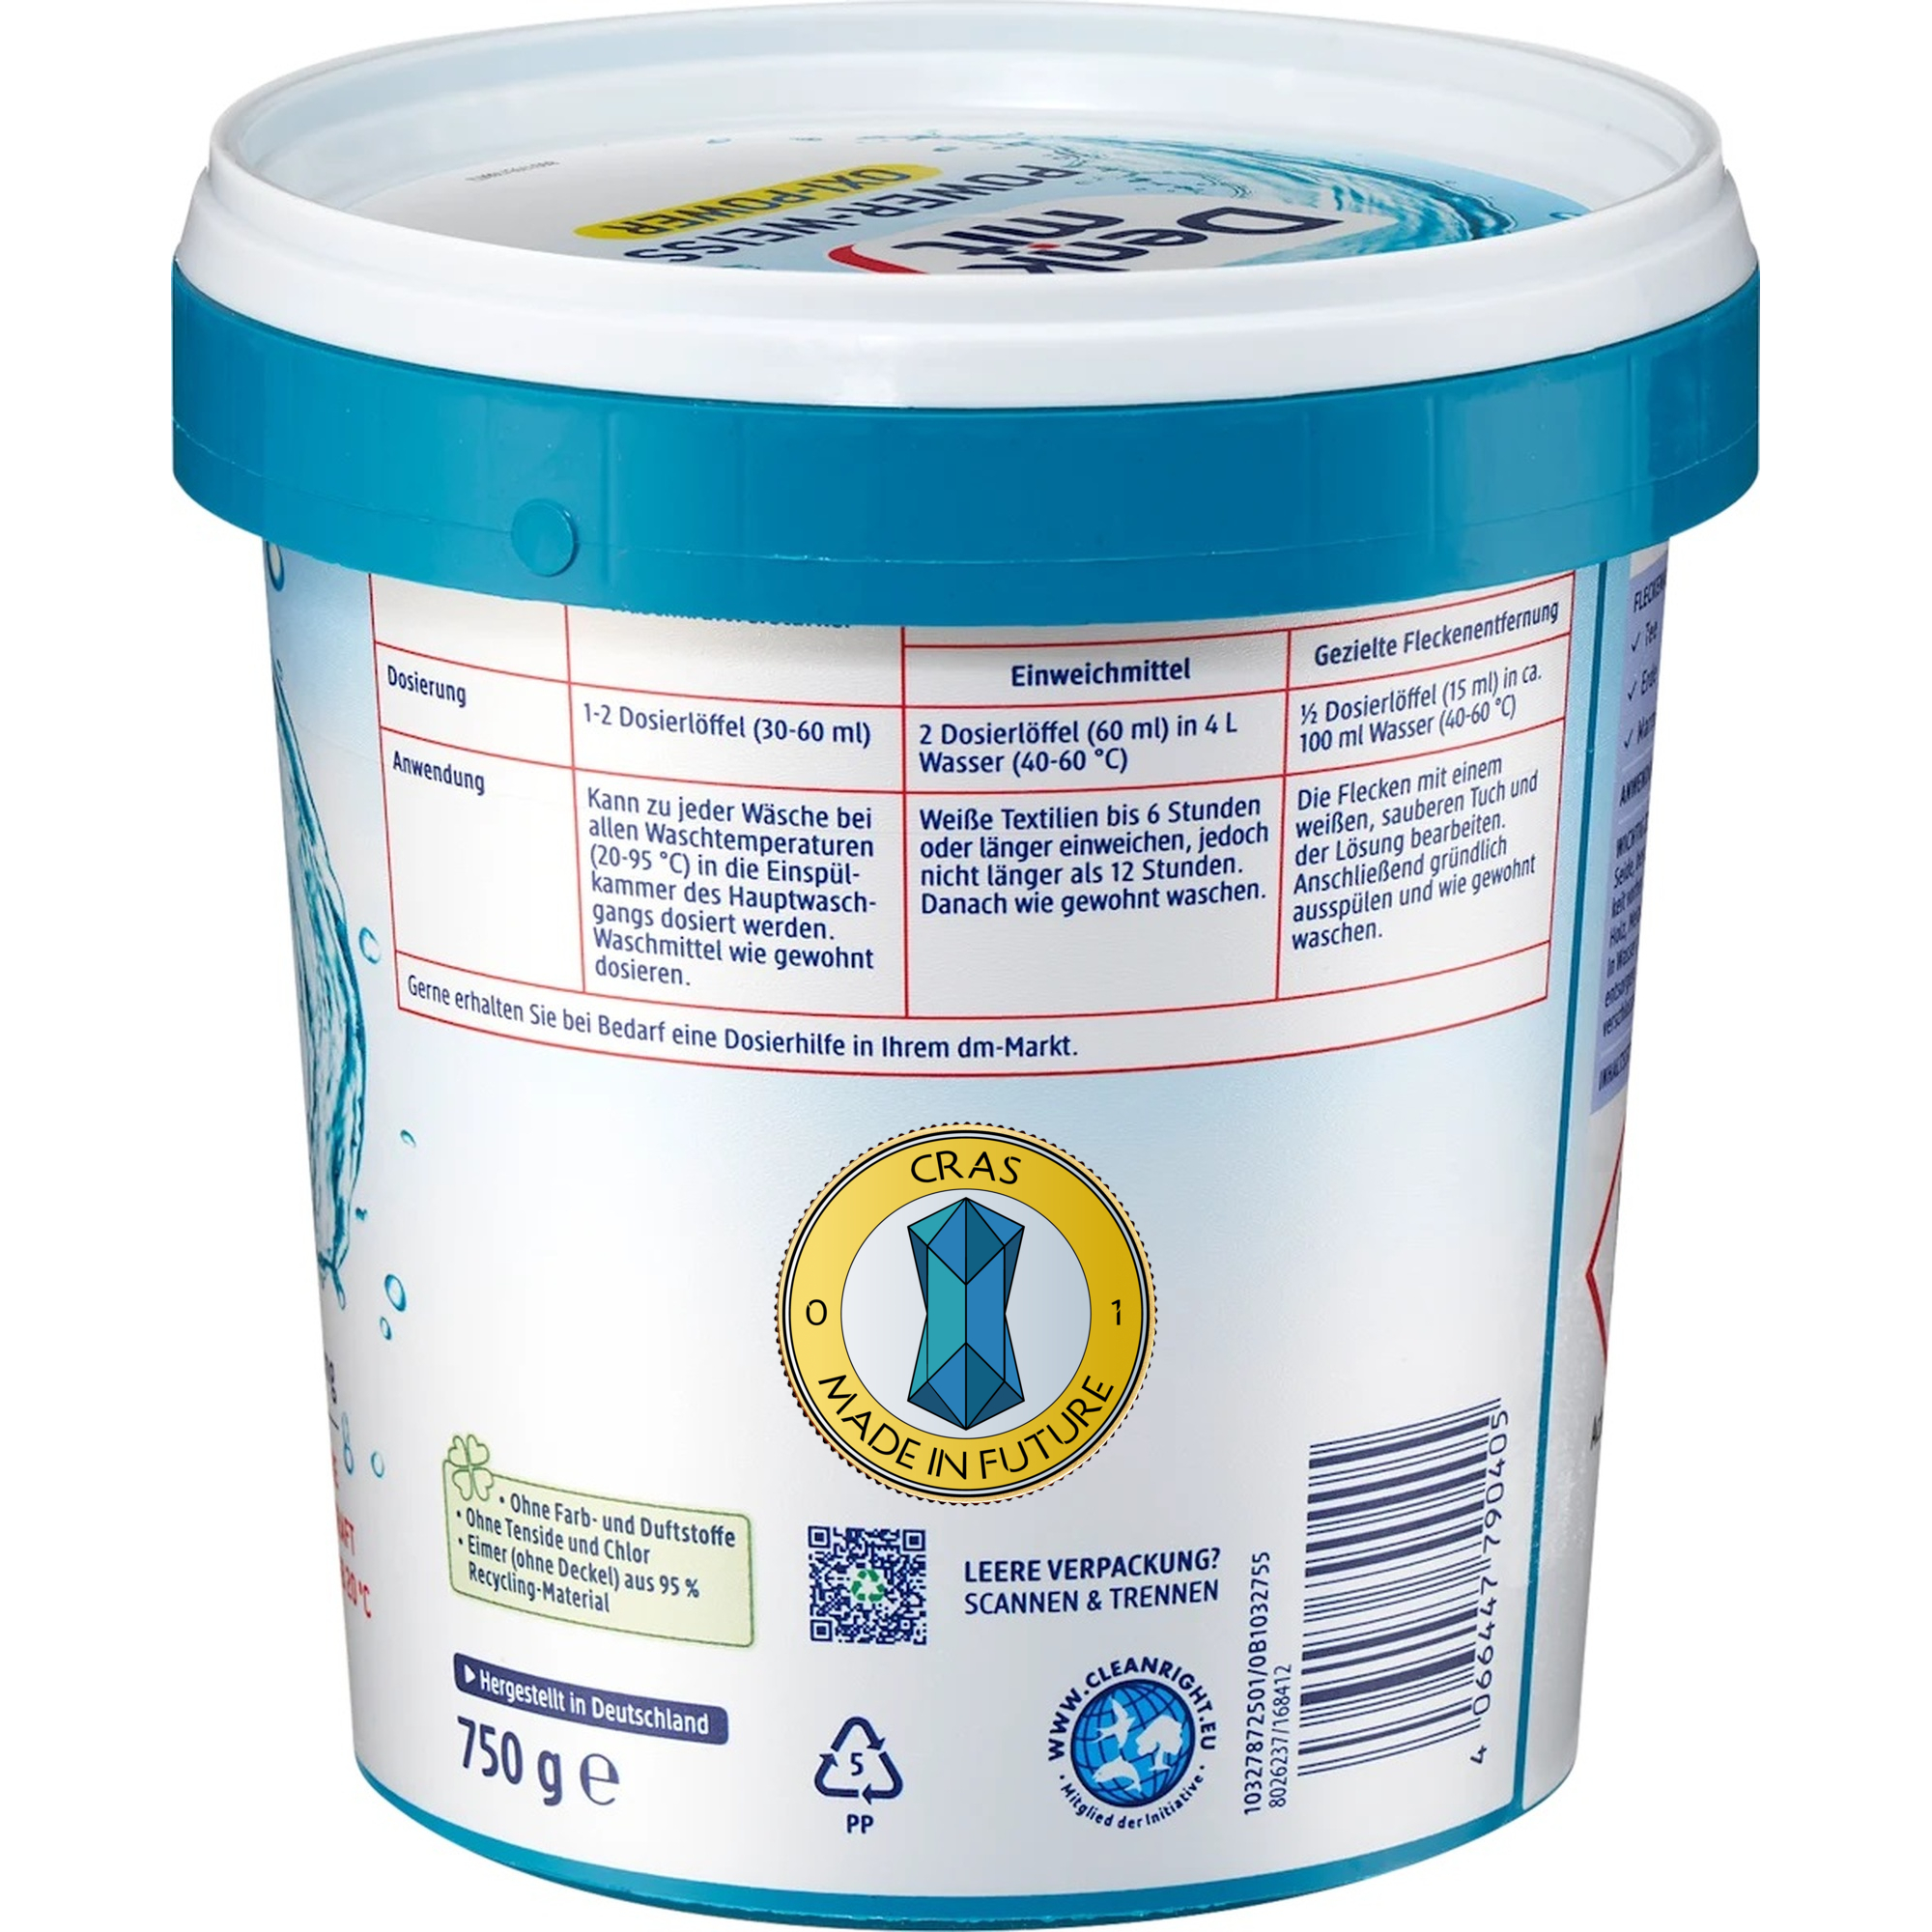 Denk
mit
POWER-WEISS
OXI-POWER
Gezielte Fleckenentfernung
Einweichmittel
Dosierung
1-2 Dosierlöffel (30-60 ml)
2 Dosierlöffel (60 ml) in 4 L
Wasser (40-60 °C)
½ Dosierlöffel (15 ml) in ca.
100 ml Wasser (40-60 °C)
Anwendung
Kann zu jeder Wäsche bei
allen Waschtemperaturen
(20-95 °C) in die Einspül-
kammer des Hauptwasch-
gangs dosiert werden.
Waschmittel wie gewohnt
dosieren.
Weiße Textilien bis 6 Stunden
oder länger einweichen, jedoch
nicht länger als 12 Stunden.
Danach wie gewohnt waschen.
Die Flecken mit einem
weißen, sauberen Tuch und
der Lösung bearbeiten.
Anschließend gründlich
ausspülen und wie gewohnt
waschen.
Gerne erhalten Sie bei Bedarf eine Dosierhilfe in Ihrem dm-Markt.
✓ Tee
CRAS
0 1
MADE IN FUTURE
• Ohne Farb- und Duftstoffe
• Ohne Tenside und Chlor
• Eimer (ohne Deckel) aus 95 %
Recycling-Material
LEERE VERPACKUNG?
SCANNEN & TRENNEN
Hergestellt in Deutschland
750 g e
5
PP
WWW.CLEANRIGHT.EU
• Mitglied der Initiative •
10327872501/0B1032755
8026237/168412
4 066447 790405
20 °C